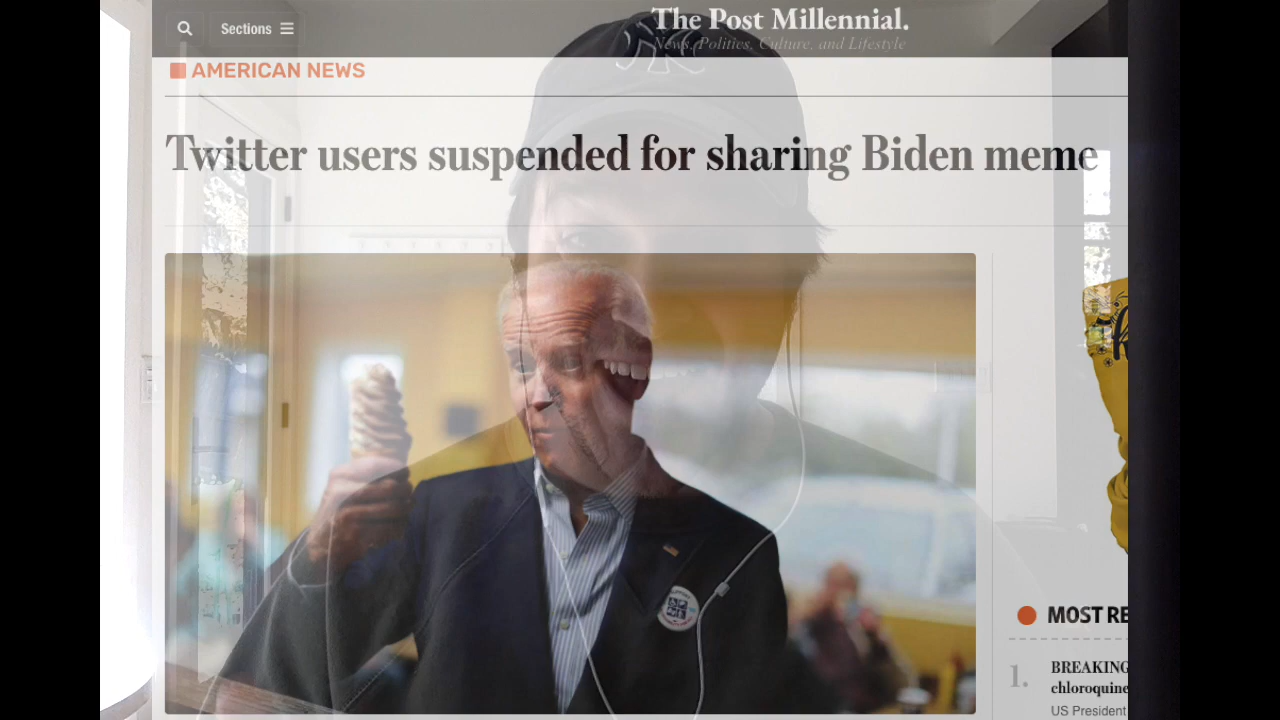 Sections
The Post Millennial.
News, Politics, Culture, and Lifestyle
NY
AMERICAN NEWS
Twitter users suspended for sharing Biden meme
MOST RE
1. BREAKING
chloroquine
US President